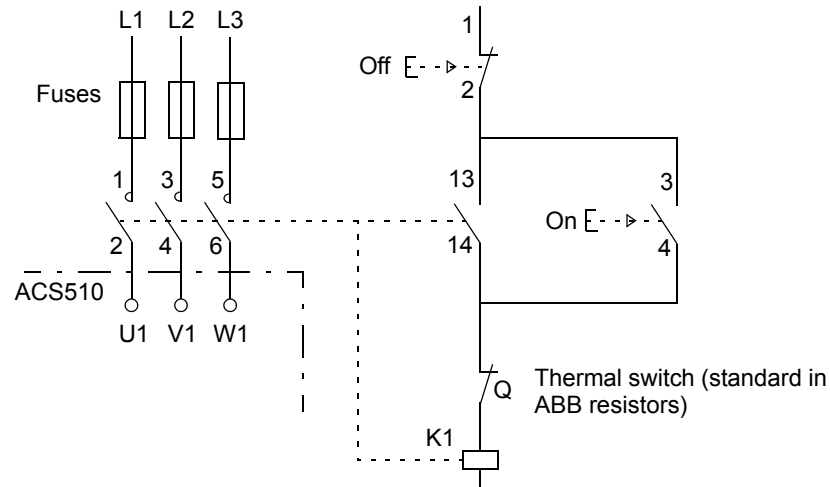 L1 L2 L3
Fuses
1 3 5
2 4 6
ACS510
U1 V1 W1
1
Off
2
13
14
3
On
4
Q
Thermal switch (standard in
ABB resistors)
K1